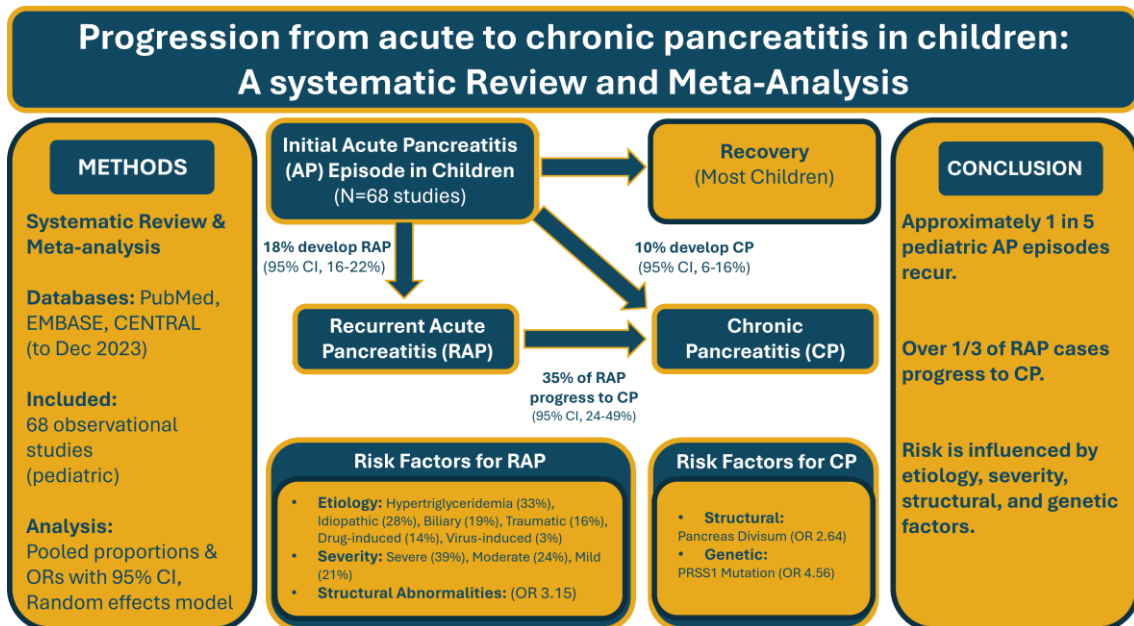 Progression from acute to chronic pancreatitis in children:
A systematic Review and Meta-Analysis
METHODS
Systematic Review &
Meta-analysis
Databases: PubMed,
EMBASE, CENTRAL
(to Dec 2023)
Included:
68 observational
studies
(pediatric)
Analysis:
Pooled proportions &
ORs with 95% CI,
Random effects model
Initial Acute Pancreatitis
(AP) Episode in Children
(N=68 studies)
Recovery
(Most Children)
18% develop RAP
(95% CI, 16-22%)
10% develop CP
(95% CI, 6-16%)
Recurrent Acute
Pancreatitis (RAP)
Chronic
Pancreatitis (CP)
35% of RAP
progress to CP
(95% CI, 24-49%)
Risk Factors for RAP
• Etiology: Hypertriglyceridemia (33%),
Idiopathic (28%), Biliary (19%), Traumatic (16%),
Drug-induced (14%), Virus-induced (3%)
• Severity: Severe (39%), Moderate (24%), Mild
(21%)
• Structural Abnormalities: (OR 3.15)
Risk Factors for CP
• Structural:
Pancreas Divisum (OR 2.64)
• Genetic:
PRSS1 Mutation (OR 4.56)
CONCLUSION
Approximately 1 in 5
pediatric AP episodes
recur.
Over 1/3 of RAP cases
progress to CP.
Risk is influenced by
etiology, severity,
structural, and genetic
factors.